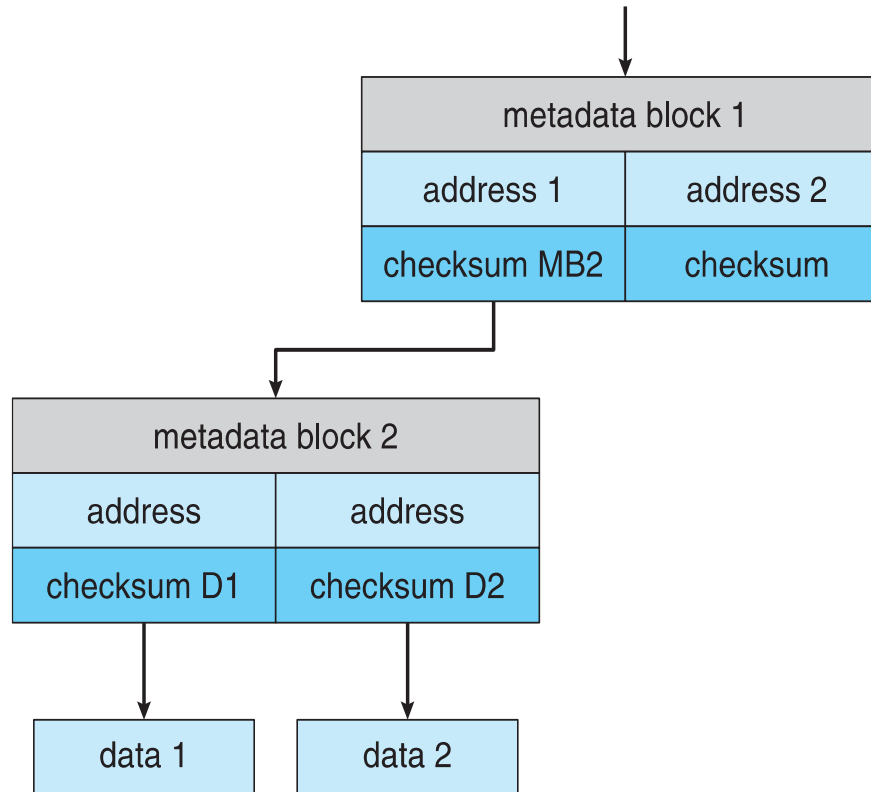 metadata block 1
address 1 address 2
checksum MB2 checksum
metadata block 2
address address
checksum D1 checksum D2
data 1 data 2